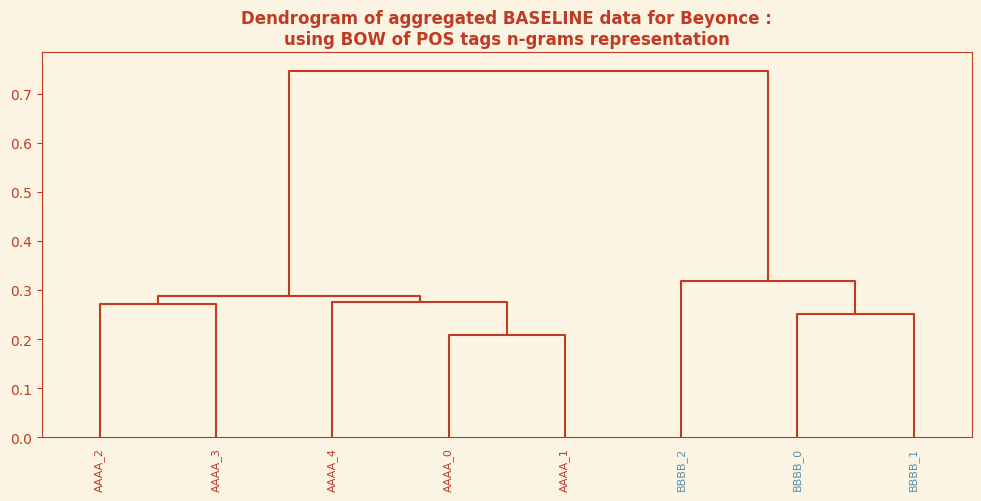 Dendrogram of aggregated BASELINE data for Beyonce :
using BOW of POS tags n-grams representation
0.7
0.6
0.5
0.4
0.3
0.2
0.1
0.0
AAAA_2
AAAA_3
AAAA_4
AAAA_0
AAAA_1
BBBB_2
BBBB_0
BBBB_1